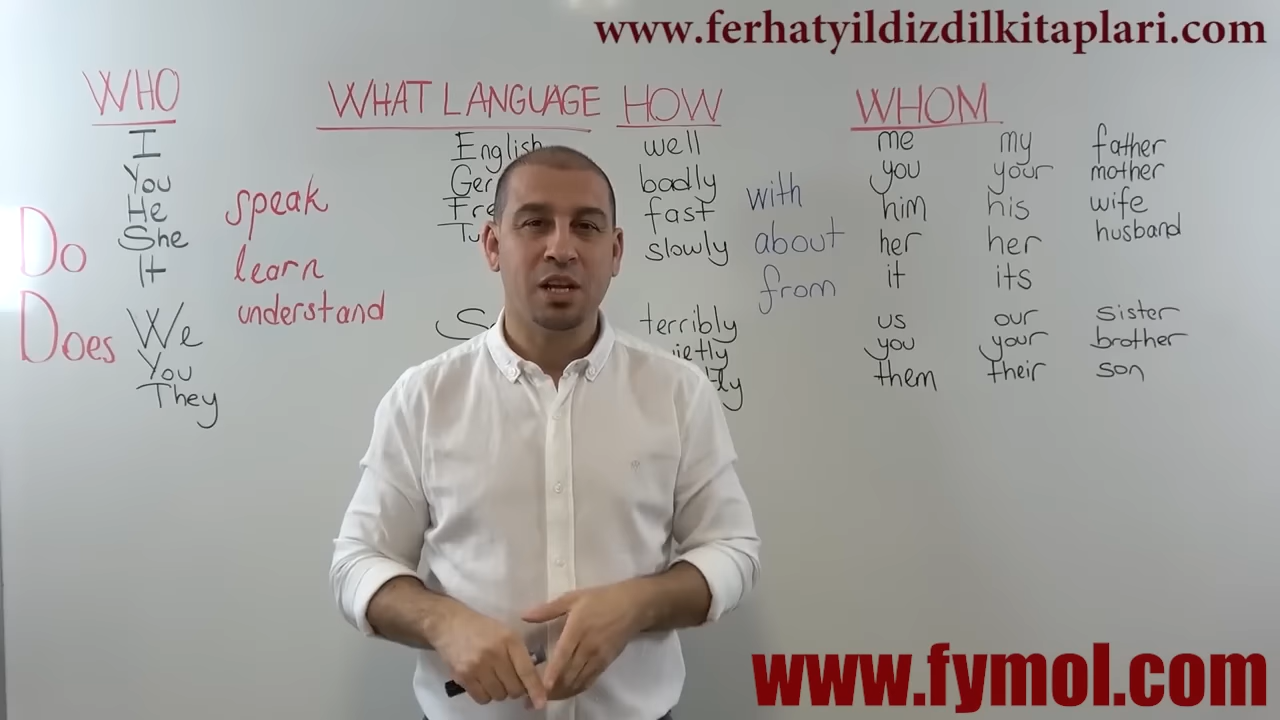 www.ferhatyildizdilkitaplari.com
WHO
I
You
He
She
It
We
You
They
Do
Does
speak
learn
understand
WHAT LANGUAGE
English
HOW
well
badly
fast
slowly
terribly
with
about
from
WHOM
me
you
him
her
it
us
you
them
my
your
his
her
its
our
your
their
father
mother
wife
husband
sister
brother
son
www.fymol.com